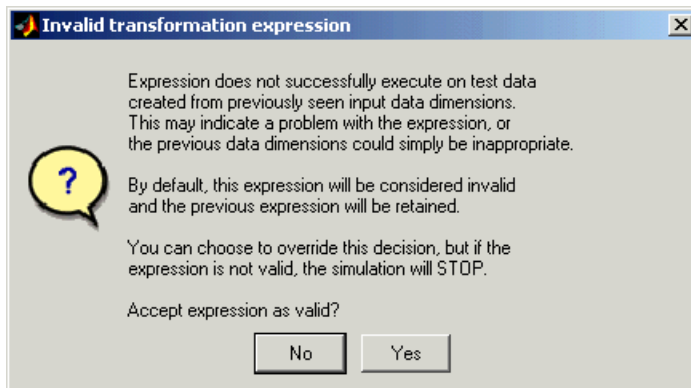 Invalid transformation expression
Expression does not successfully execute on test data
created from previously seen input data dimensions.
This may indicate a problem with the expression, or
the previous data dimensions could simply be inappropriate.
By default, this expression will be considered invalid
and the previous expression will be retained.
You can choose to override this decision, but if the
expression is not valid, the simulation will STOP.
Accept expression as valid?
No Yes